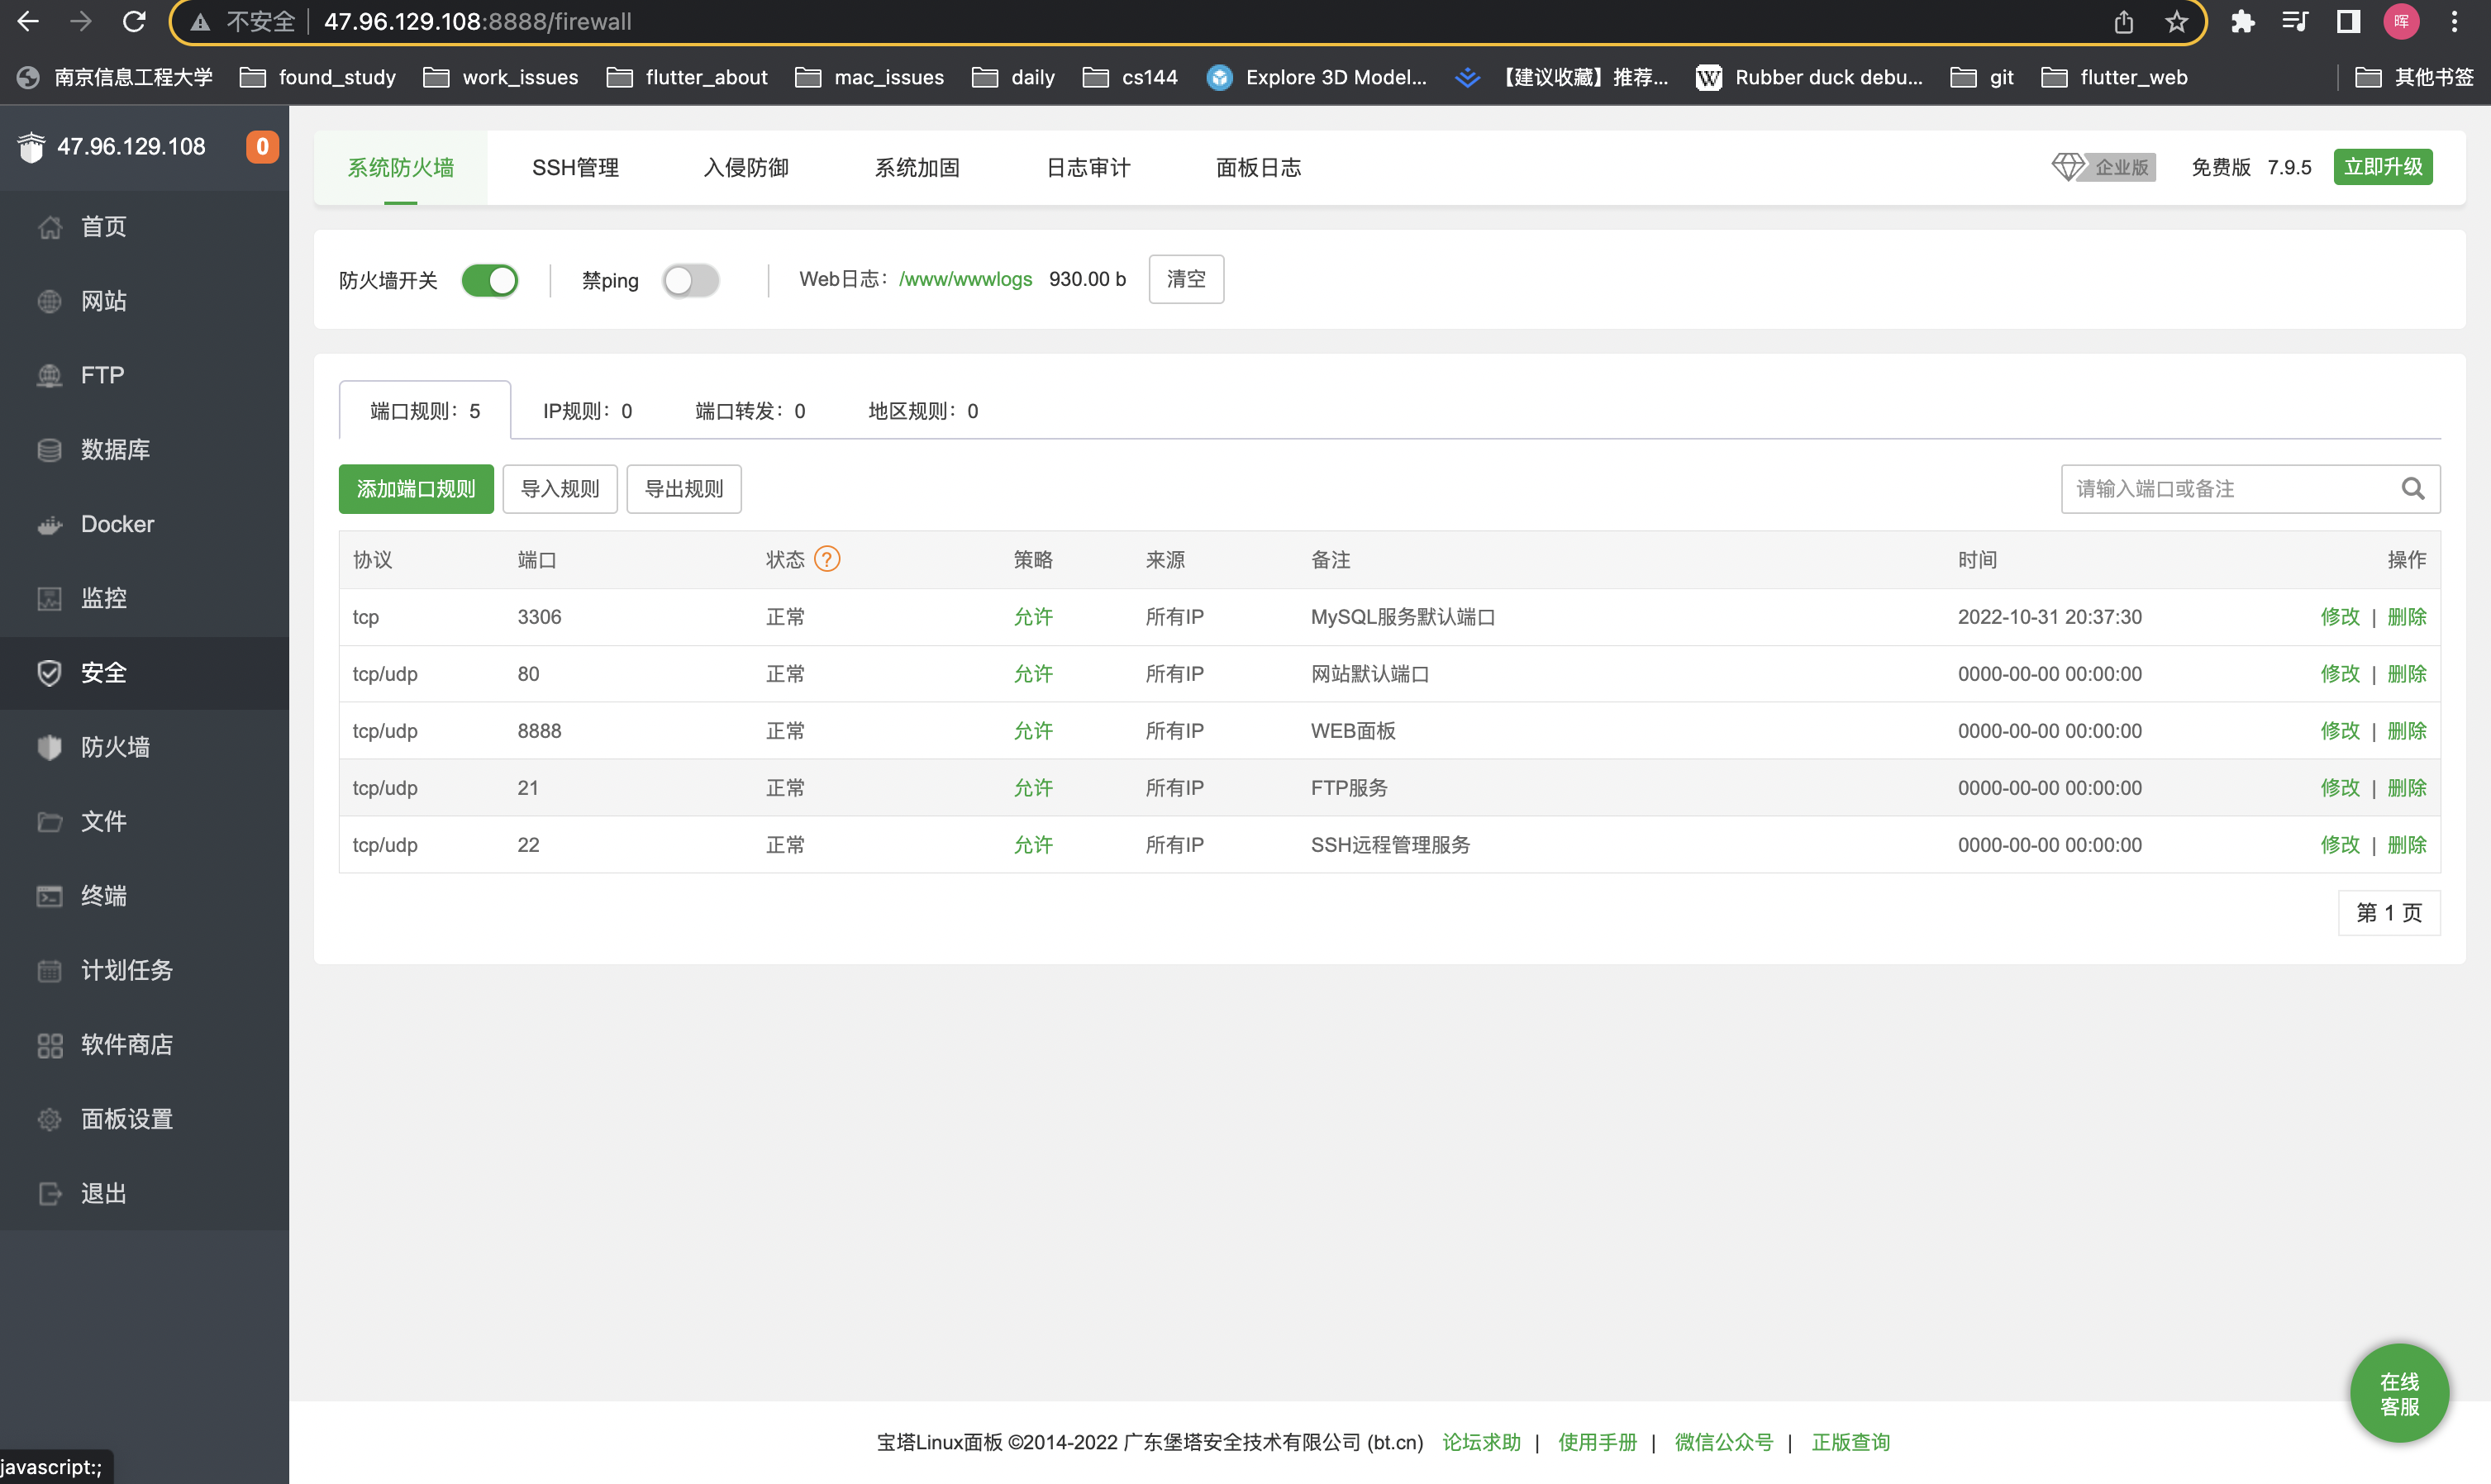 不安全 47.96.129.108:8888/firewall 晖
南京信息工程大学 found_study work_issues flutter_about mac_issues daily cs144 Explore 3D Model... 【建议收藏】推荐... W Rubber duck debu... git flutter_web 其他书签
47.96.129.108 0
首页
网站
FTP
数据库
Docker
监控
安全
防火墙
文件
终端
计划任务
软件商店
面板设置
退出
系统防火墙 SSH管理 入侵防御 系统加固 日志审计 面板日志 企业版 免费版 7.9.5 立即升级
防火墙开关 禁ping Web日志：/www/wwwlogs 930.00 b 清空
端口规则：5 IP规则：0 端口转发：0 地区规则：0
添加端口规则 导入规则 导出规则 请输入端口或备注
协议 端口 状态 ? 策略 来源 备注 时间 操作
tcp 3306 正常 允许 所有IP MySQL服务默认端口 2022-10-31 20:37:30 修改 | 删除
tcp/udp 80 正常 允许 所有IP 网站默认端口 0000-00-00 00:00:00 修改 | 删除
tcp/udp 8888 正常 允许 所有IP WEB面板 0000-00-00 00:00:00 修改 | 删除
tcp/udp 21 正常 允许 所有IP FTP服务 0000-00-00 00:00:00 修改 | 删除
tcp/udp 22 正常 允许 所有IP SSH远程管理服务 0000-00-00 00:00:00 修改 | 删除
第 1 页
在线
客服
宝塔Linux面板 ©2014-2022 广东堡塔安全技术有限公司 (bt.cn) 论坛求助 | 使用手册 | 微信公众号 | 正版查询
javascript:;